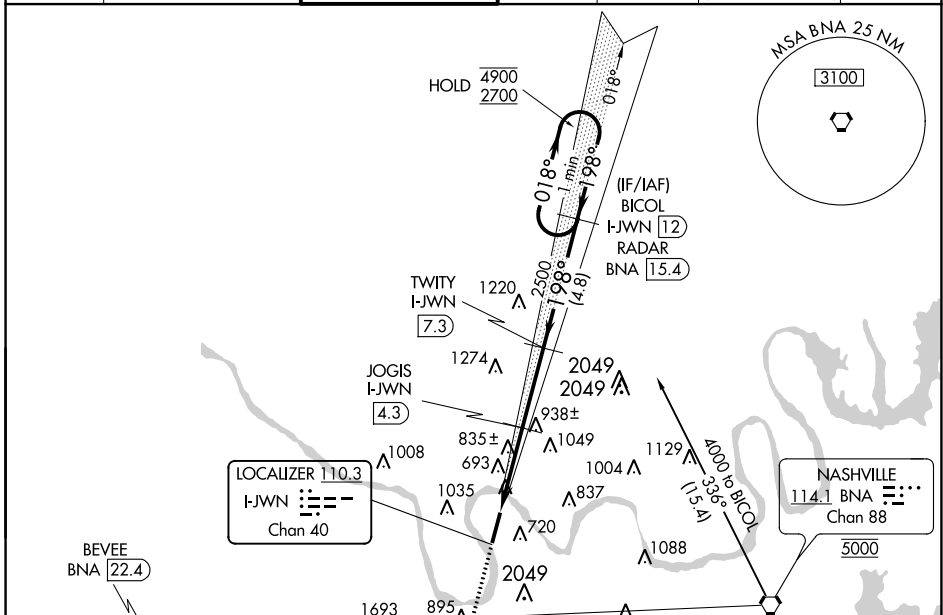 MSA BNA 25 NM
3100
HOLD 4900
2700
018°
018°
1 min
198°
(IF/IAF)
BICOL
I-JWN 12
RADAR
BNA 15.4
2500
198°
(4.8)
TWITY
I-JWN
7.3
1220
1274
JOGIS
I-JWN
4.3
2049
2049
938±
835±
1049
693
1008
1004
1129
837
1035
720
1088
4000 to BICOL
336°
(15.4)
LOCALIZER 110.3
I-JWN
Chan 40
NASHVILLE
114.1 BNA
Chan 88
5000
BEVEE
BNA 22.4
2049
1693
895